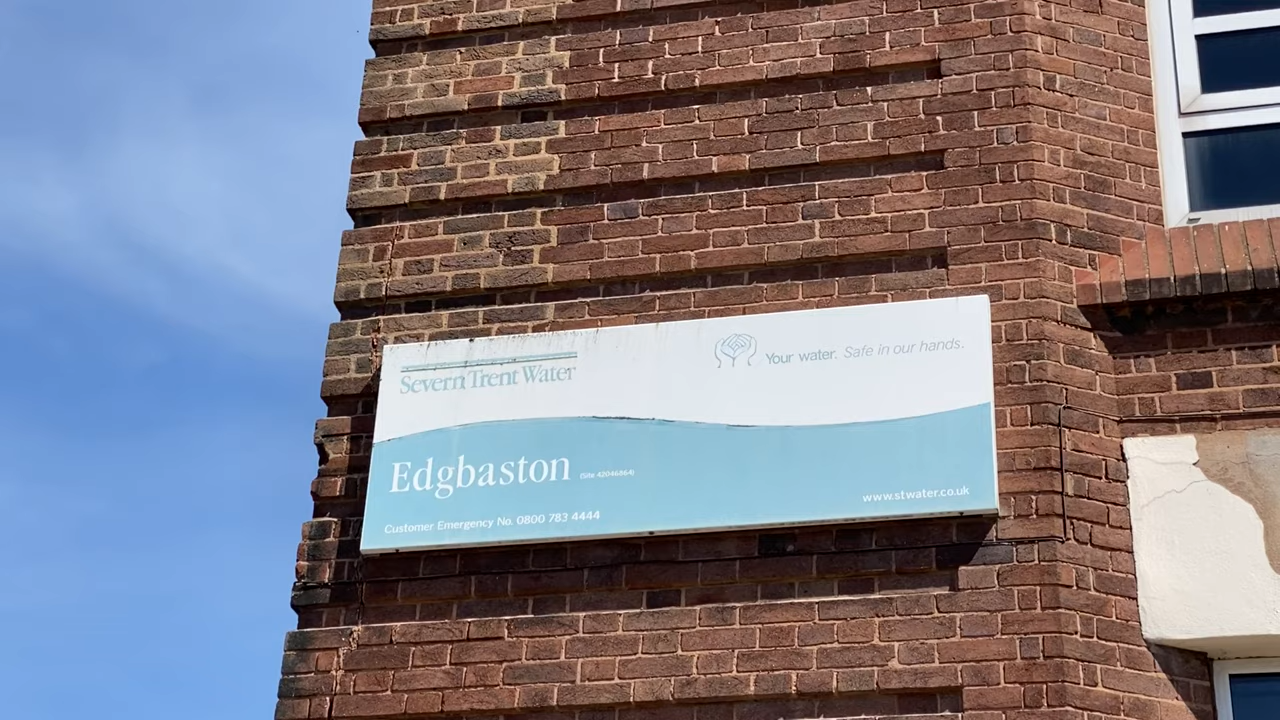 Severn Trent Water
Your water. Safe in our hands.
Edgbaston (Site 42046864)
www.stwater.co.uk
Customer Emergency No. 0800 783 4444